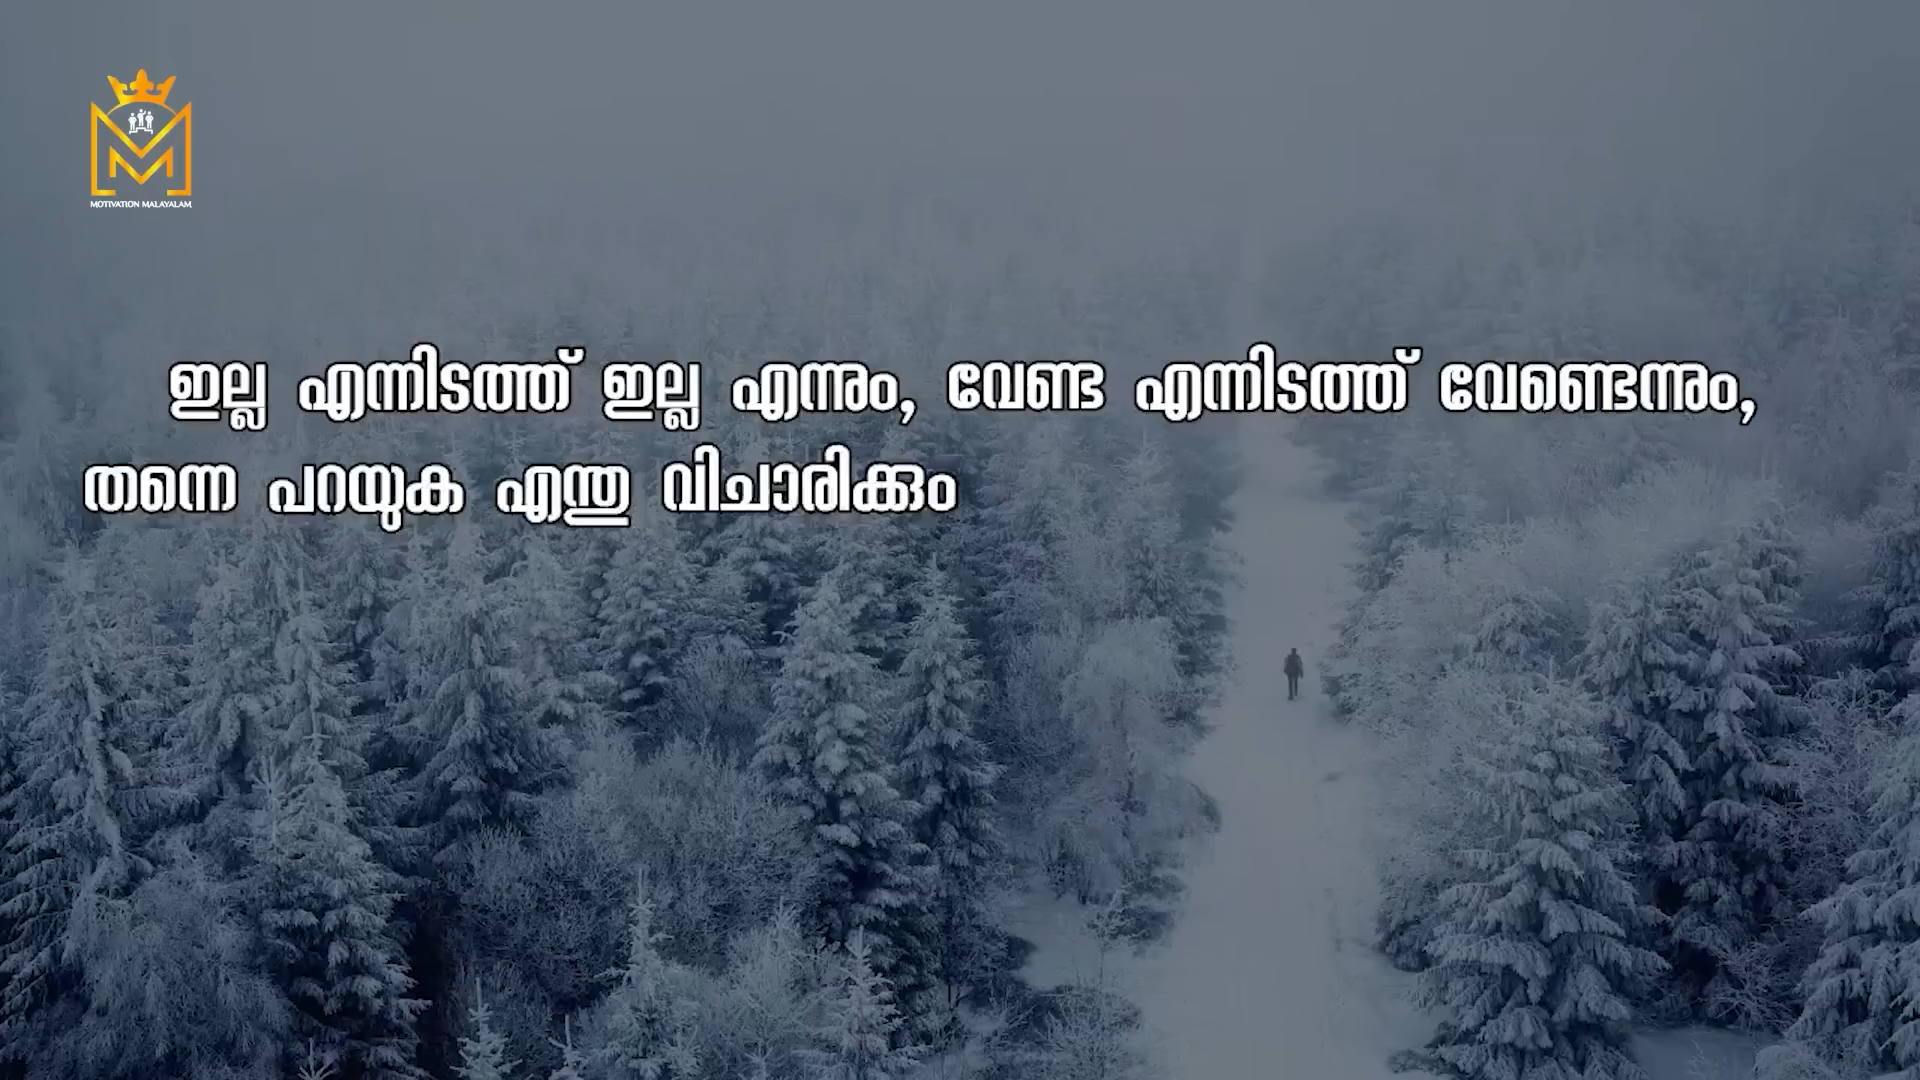 MOTIVATION MALAYALAM
ഇല്ല എന്നിടത്ത് ഇല്ല എന്നും, വേണ്ട എന്നിടത്ത് വേണ്ടെന്നും,
തന്നെ പറയുക എന്തു വിചാരിക്കും